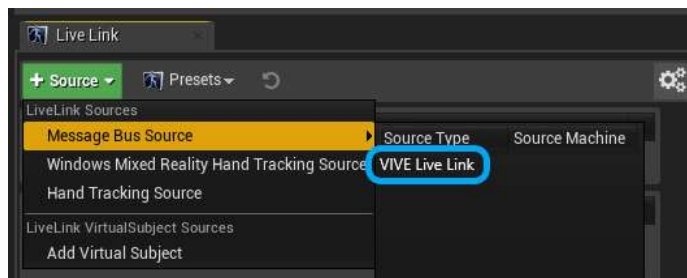 Live Link
+ Source
Presets
LiveLink Sources
Message Bus Source
Source Type Source Machine
Windows Mixed Reality Hand Tracking Source
VIVE Live Link
Hand Tracking Source
LiveLink VirtualSubject Sources
Add Virtual Subject